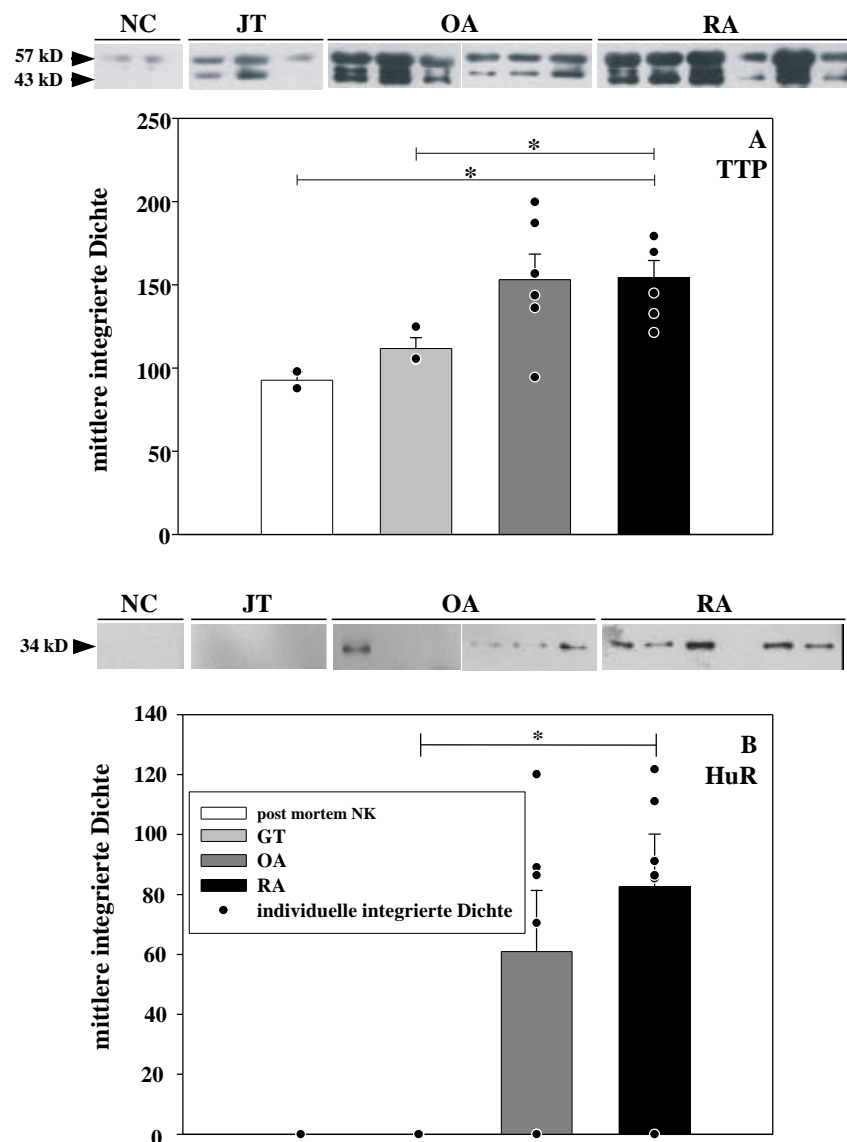 NC JT OA RA
57 kD
43 kD
250
A
*
TTP
*
200
150
100
50
0
mittlere integrierte Dichte
NC JT OA RA
34 kD
140
B
*
HuR
120
100
80
60
40
20
0
mittlere integrierte Dichte
post mortem NK
GT
OA
RA
individuelle integrierte Dichte